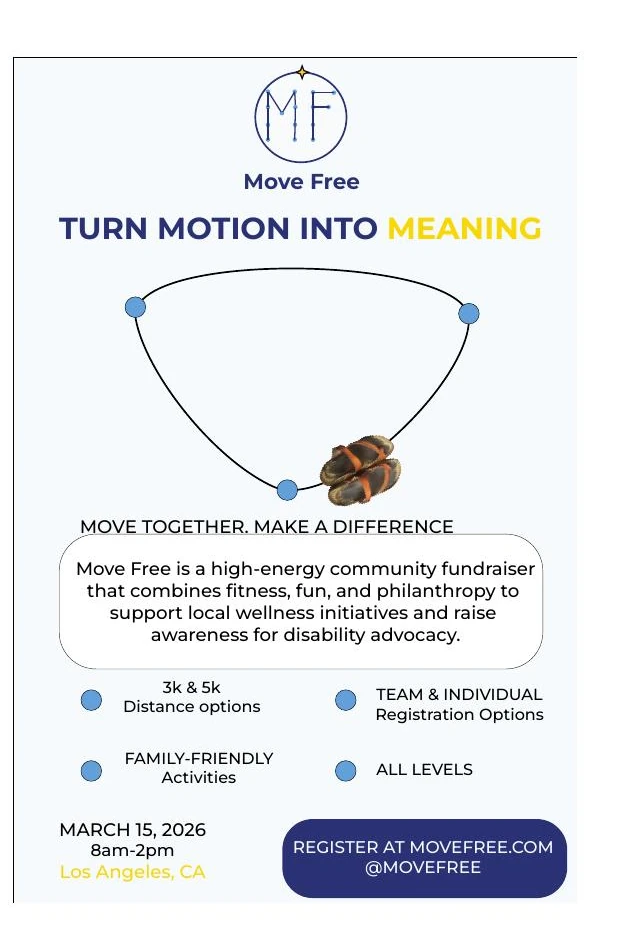 MF
Move Free
TURN MOTION INTO MEANING
MOVE TOGETHER. MAKE A DIFFERENCE
Move Free is a high-energy community fundraiser
that combines fitness, fun, and philanthropy to
support local wellness initiatives and raise
awareness for disability advocacy.
3k & 5k
Distance options
TEAM & INDIVIDUAL
Registration Options
FAMILY-FRIENDLY
Activities
ALL LEVELS
MARCH 15, 2026
8am-2pm
Los Angeles, CA
REGISTER AT MOVEFREE.COM
@MOVEFREE